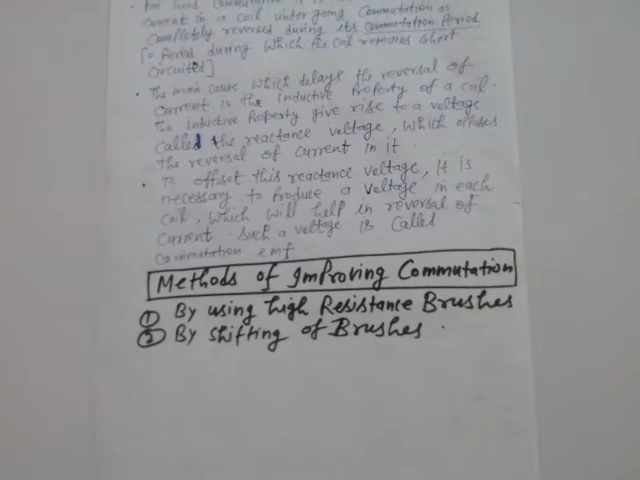 For Good Commutation it is
current in a coil undergoing Commutation is
Completely reversed during its Commutation Period
[= Period during which the coil remains short
circuited]
• The main cause which delays the reversal of
Current is the inductive Property of a coil.
The inductive Property give rise to a voltage
called the reactance voltage, which opposes
the reversal of current in it.
• To offset this reactance voltage, it is
necessary to Produce a voltage in each
coil, which will help in reversal of
current. Such a voltage is called
commutation emf.
Methods of Improving Commutation
① By using high Resistance Brushes
② By Shifting of Brushes.